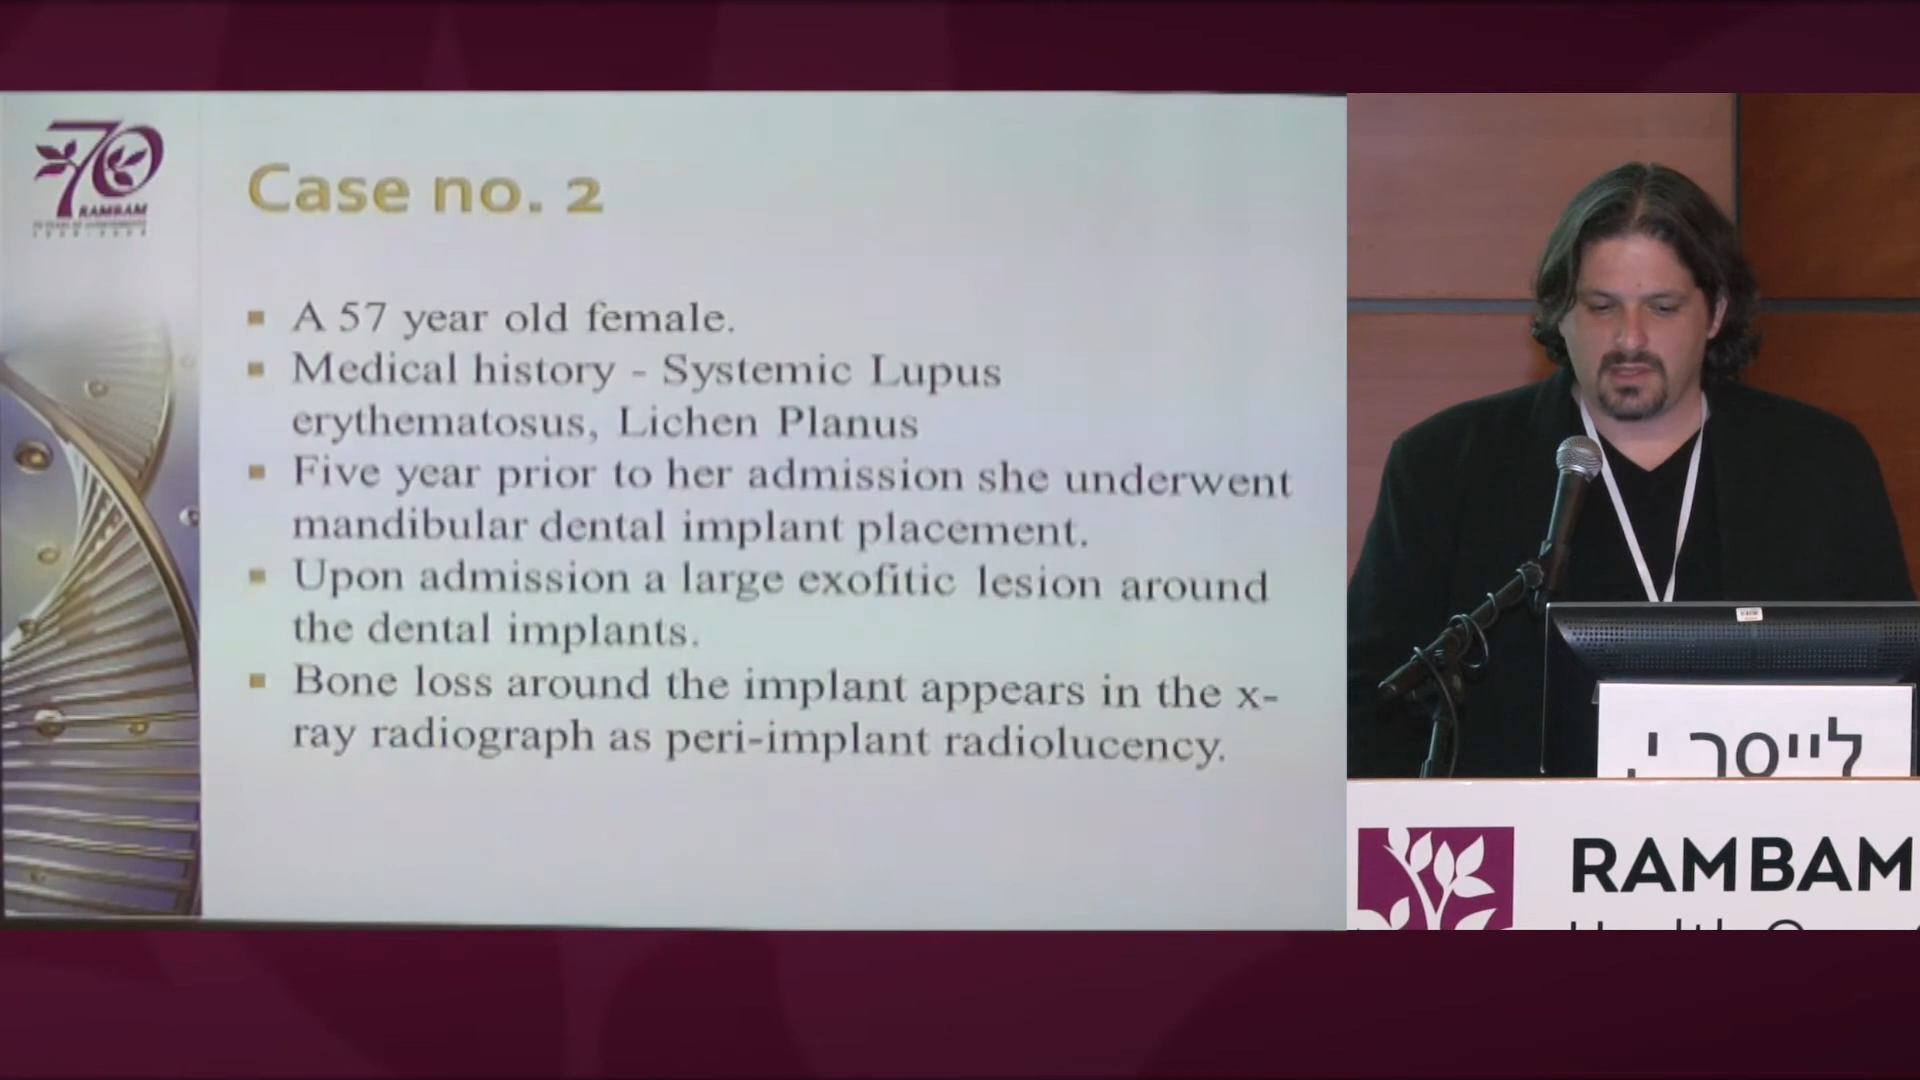 70
RAMBAM
Case no. 2
A 57 year old female.
Medical history - Systemic Lupus
erythematosus, Lichen Planus
Five year prior to her admission she underwent
mandibular dental implant placement.
Upon admission a large exofitic lesion around
the dental implants.
Bone loss around the implant appears in the x-
ray radiograph as peri-implant radiolucency.
לייסר י.
RAMBAM